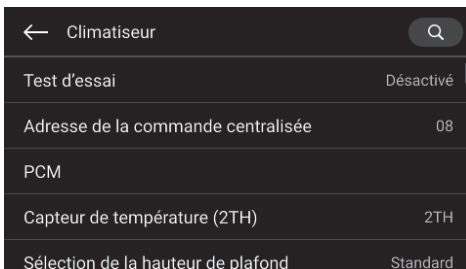 Climatiseur
Test d'essai Désactivé
Adresse de la commande centralisée 08
PCM
Capteur de température (2TH) 2TH
Sélection de la hauteur de plafond Standard